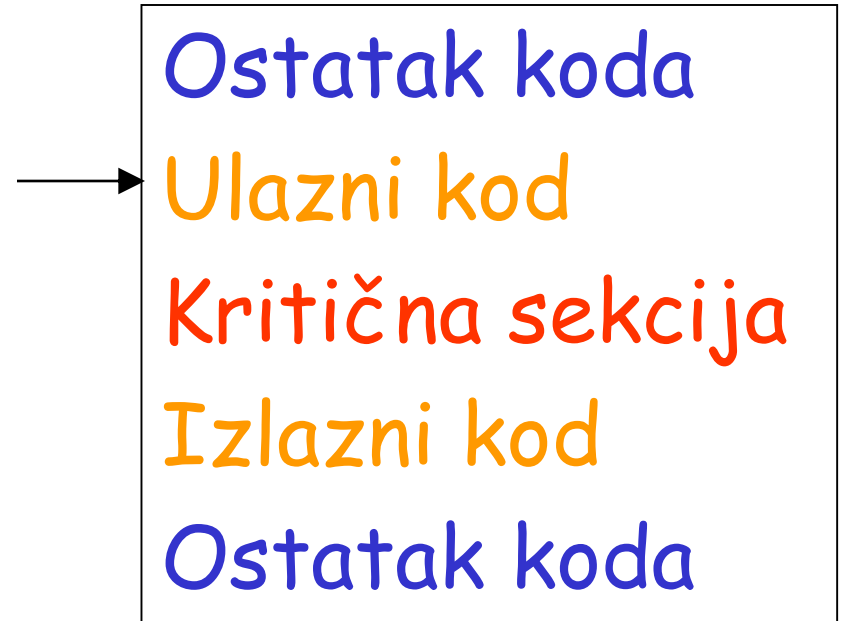 Ostatak koda
Ulazni kod
Kritična sekcija
Izlazni kod
Ostatak koda